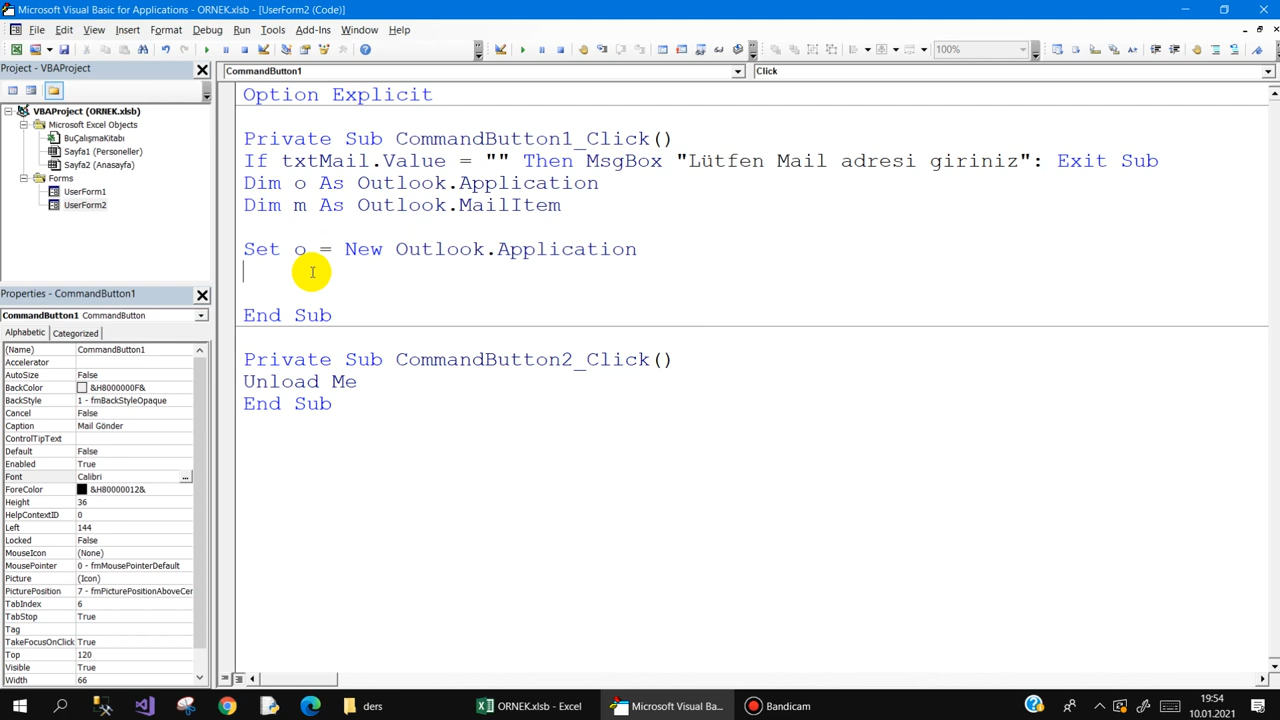 Microsoft Visual Basic for Applications - ORNEK.xlsb - [UserForm2 (Code)]
File Edit View Insert Format Debug Run Tools Add-Ins Window Help
100%
Project - VBAProject
CommandButton1
Click
VBAProject (ORNEK.xlsb)
Microsoft Excel Objects
BuÇalışmaKitabı
Sayfa1 (Personeller)
Sayfa2 (Anasayfa)
Forms
UserForm1
UserForm2
Option Explicit
Private Sub CommandButton1_Click()
If txtMail.Value = "" Then MsgBox "Lütfen Mail adresi giriniz": Exit Sub
Dim o As Outlook.Application
Dim m As Outlook.MailItem
Set o = New Outlook.Application
End Sub
Private Sub CommandButton2_Click()
Unload Me
End Sub
Properties - CommandButton1
CommandButton1 CommandButton
Alphabetic Categorized
(Name) CommandButton1
Accelerator
AutoSize False
BackColor &H8000000F&
BackStyle 1 - fmBackStyleOpaque
Cancel False
Caption Mail Gönder
ControlTipText
Default False
Enabled True
Font Calibri ...
ForeColor &H80000012&
Height 36
HelpContextID 0
Left 144
Locked False
MouseIcon (None)
MousePointer 0 - fmMousePointerDefault
Picture (Icon)
PicturePosition 7 - fmPicturePositionAboveCer
TabIndex 6
TabStop True
Tag
TakeFocusOnClick True
Top 120
Visible True
Width 66
ders
ORNEK.xlsb - Excel
Microsoft Visual Ba...
Bandicam
19:54
10.01.2021